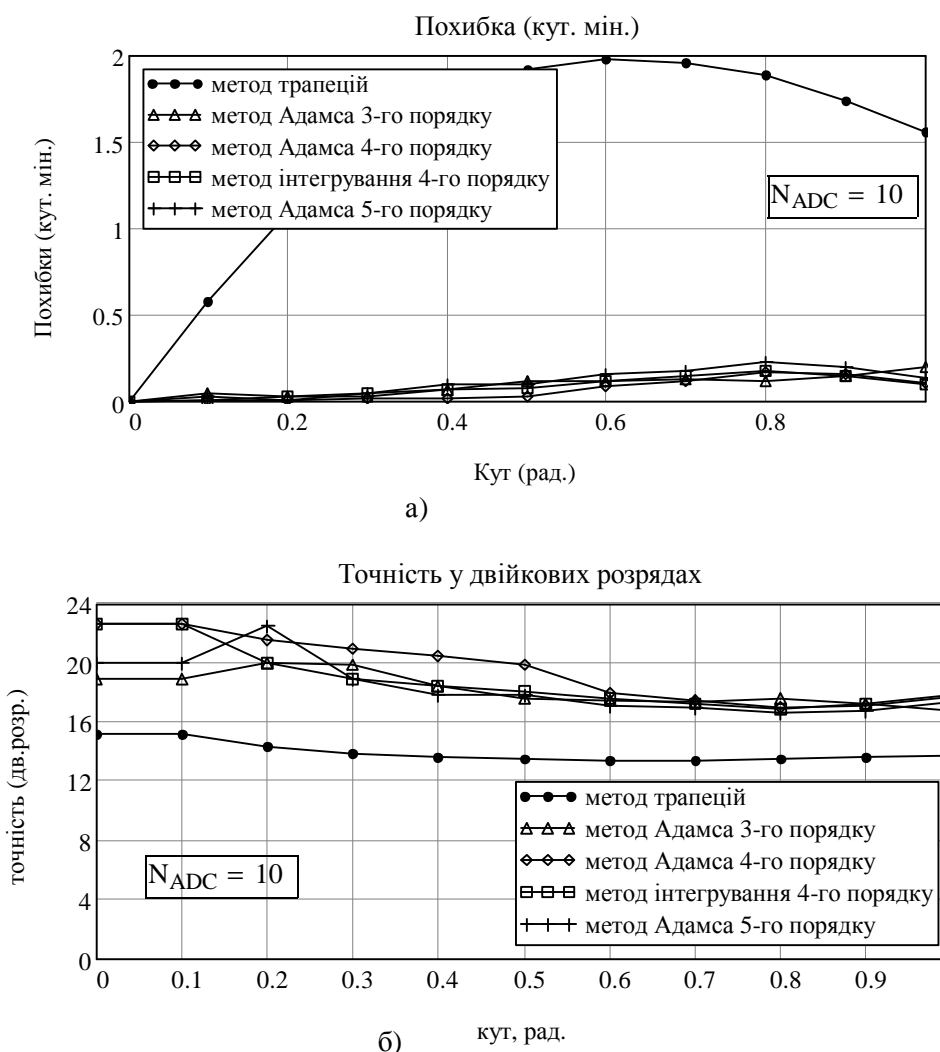 Похибка (кут. мін.)
Похибки (кут. мін.)
2
1.5
1
0.5
0
метод трапецій
метод Адамса 3-го порядку
метод Адамса 4-го порядку
метод інтегрування 4-го порядку
метод Адамса 5-го порядку
N_ADC = 10
0 0.2 0.4 0.6 0.8
Кут (рад.)
а)
Точність у двійкових розрядах
точність (дв.розр.)
24
20
16
12
8
4
0
метод трапецій
метод Адамса 3-го порядку
метод Адамса 4-го порядку
метод інтегрування 4-го порядку
метод Адамса 5-го порядку
N_ADC = 10
0 0.1 0.2 0.3 0.4 0.5 0.6 0.7 0.8 0.9
кут, рад.
б)